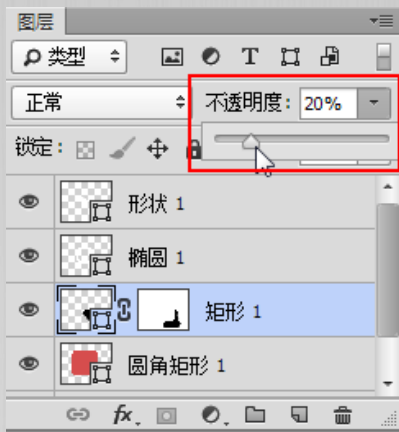 图层
类型
正常 不透明度: 20%
锁定:
形状 1
椭圆 1
矩形 1
圆角矩形 1
fx